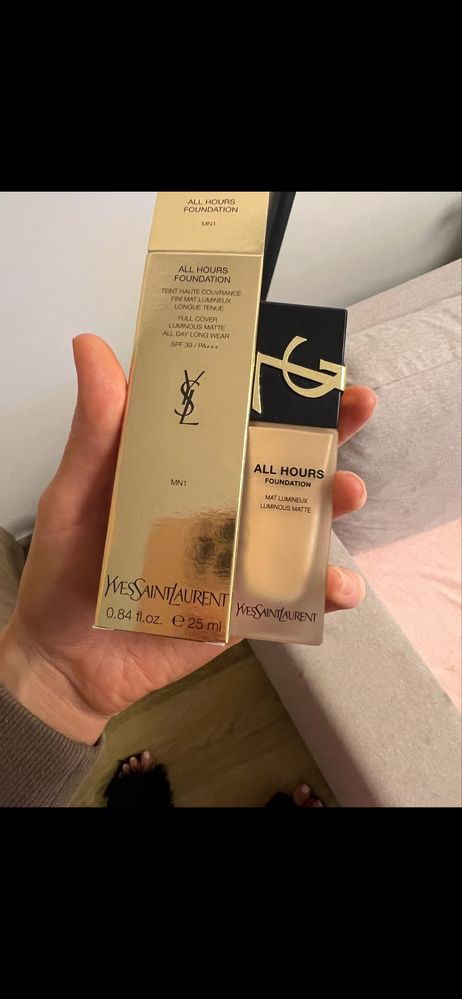 ALL HOURS
FOUNDATION
MN1
ALL HOURS
FOUNDATION
TEINT HAUTE COUVRANCE
FINI MAT LUMINEUX
LONGUE TENUE
FULL COVER
LUMINOUS MATTE
ALL DAY LONG WEAR
SPF 39 / PA+++
YSL
MN1
YVESSAINTLAURENT
0.84 fl.oz. e 25 ml
ALL HOURS
FOUNDATION
MAT LUMINEUX
LUMINOUS MATTE
YVESSAINTLAURENT